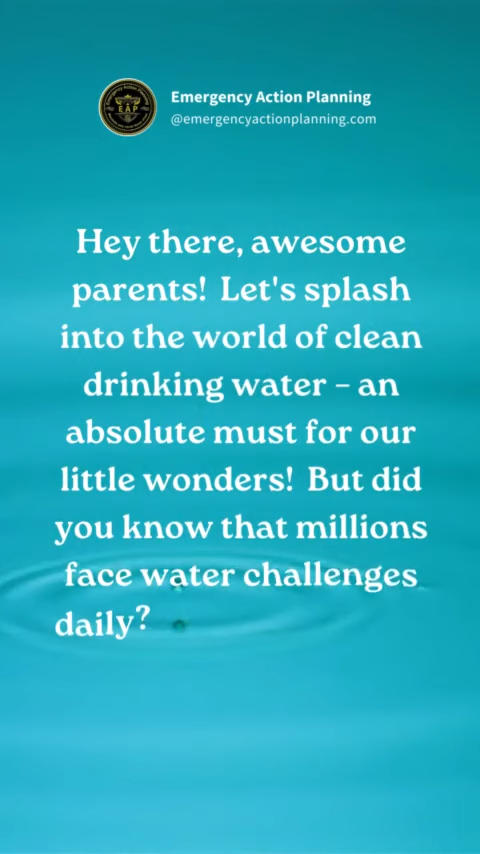 Emergency Action Planning
@emergencyactionplanning.com
EAP
Hey there, awesome
parents! Let's splash
into the world of clean
drinking water – an
absolute must for our
little wonders! But did
you know that millions
face water challenges
daily?